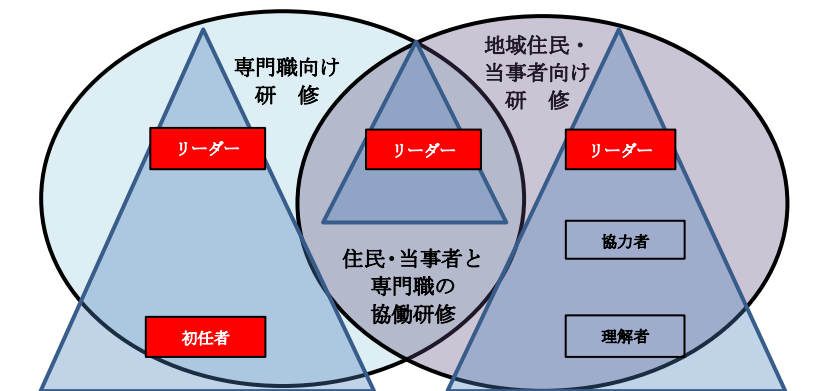 専門職向け
研　修
リーダー
初任者
リーダー
住民・当事者と
専門職の
協働研修
地域住民・
当事者向け
研　修
リーダー
協力者
理解者